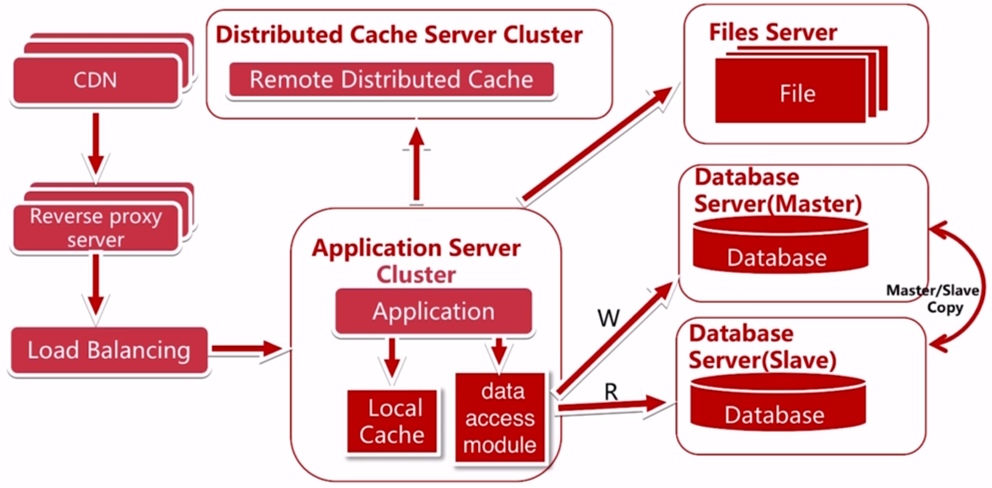 CDN
Reverse proxy
server
Load Balancing
Distributed Cache Server Cluster
Remote Distributed Cache
Application Server
Cluster
Application
Local
Cache
data
access
module
W
R
Files Server
File
Database
Server(Master)
Database
Master/Slave
Copy
Database
Server(Slave)
Database